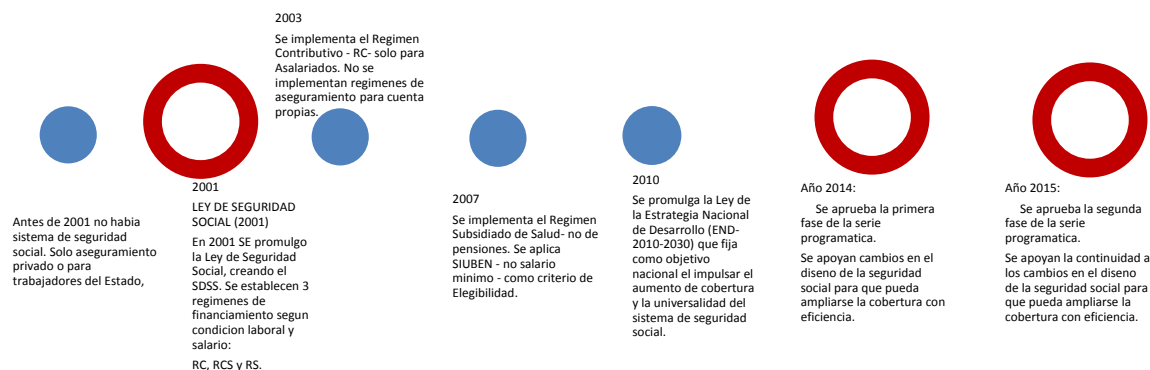 Antes de 2001 no habia
sistema de seguridad
social. Solo aseguramiento
privado o para
trabajadores del Estado,
2001
LEY DE SEGURIDAD
SOCIAL (2001)
En 2001 SE promulgo
la Ley de Seguridad
Social, creando el
SDSS. Se establecen 3
regimenes de
financiamiento segun
condicion laboral y
salario:
RC, RCS y RS.
2003
Se implementa el Regimen
Contributivo - RC- solo para
Asalariados. No se
implementan regimenes de
aseguramiento para cuenta
propias.
2007
Se implementa el Regimen
Subsidiado de Salud- no de
pensiones. Se aplica
SIUBEN - no salario
minimo - como criterio de
Elegibilidad.
2010
Se promulga la Ley de
la Estrategia Nacional
de Desarrollo (END-
2010-2030) que fija
como objetivo
nacional el impulsar el
aumento de cobertura
y la universalidad del
sistema de seguridad
social.
Año 2014:
Se aprueba la primera
fase de la serie
programatica.
Se apoyan cambios en el
diseno de la seguridad
social para que pueda
ampliarse la cobertura con
eficiencia.
Año 2015:
Se aprueba la segunda
fase de la serie
programatica.
Se apoyan la continuidad a
los cambios en el diseno
de la seguridad social para
que pueda ampliarse la
cobertura con eficiencia.